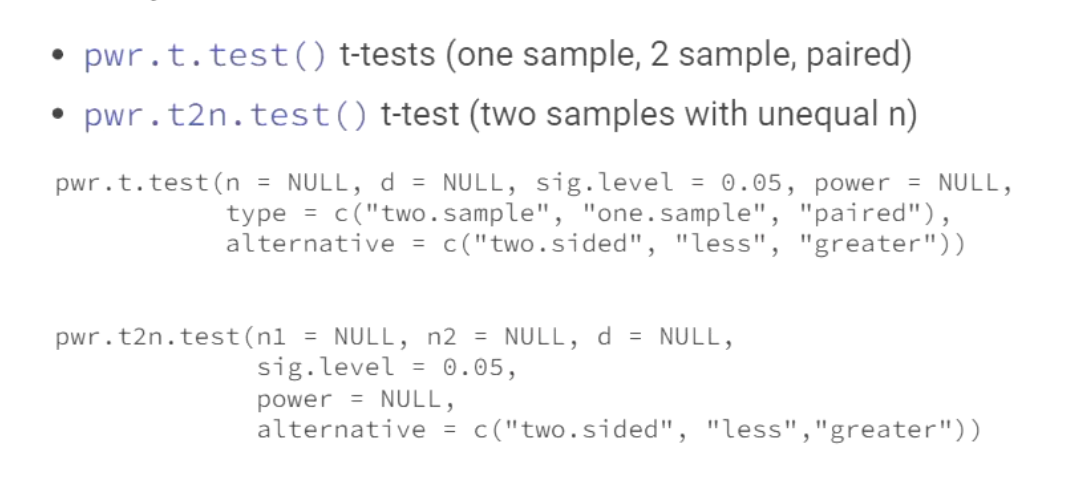 • pwr.t.test() t-tests (one sample, 2 sample, paired)
• pwr.t2n.test() t-test (two samples with unequal n)
pwr.t.test(n = NULL, d = NULL, sig.level = 0.05, power = NULL,
type = c("two.sample", "one.sample", "paired"),
alternative = c("two.sided", "less", "greater"))
pwr.t2n.test(n1 = NULL, n2 = NULL, d = NULL,
sig.level = 0.05,
power = NULL,
alternative = c("two.sided", "less","greater"))